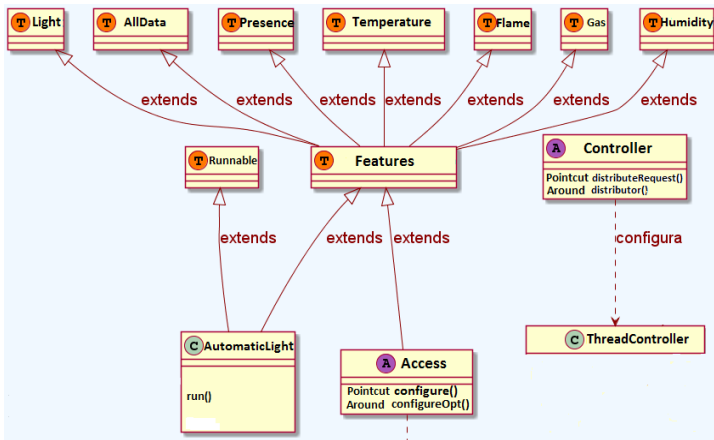 T Light T AllData T Presence T Temperature T Flame T Gas T Humidity
extends extends extends extends extends extends extends
T Runnable T Features A Controller
Pointcut distributeRequest()
Around distributor()
extends extends extends configura
C AutomaticLight C ThreadController
run()
A Access
Pointcut configure()
Around configureOpt()